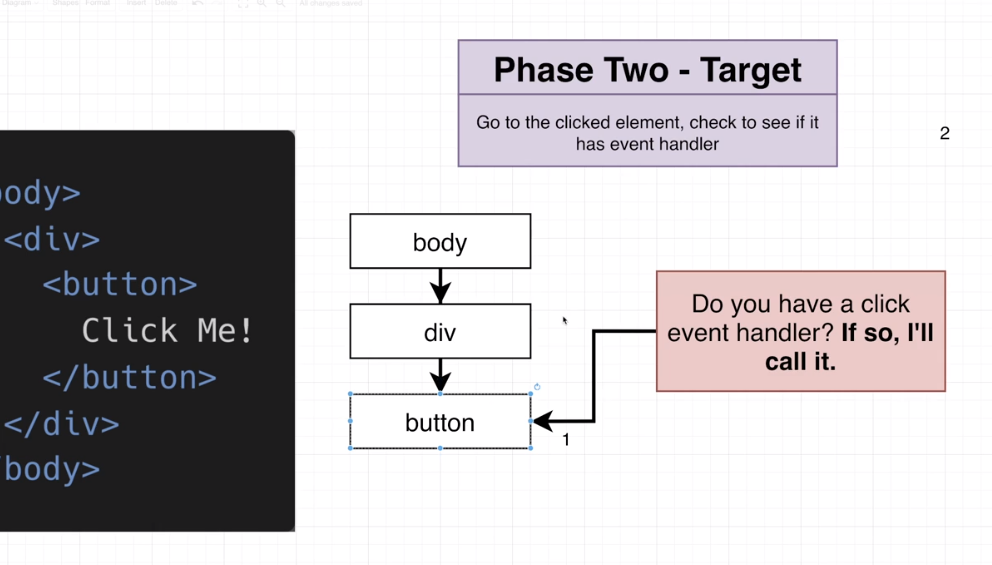 Diagram
Shapes
Format
Insert
Delete
All changes saved
Phase Two - Target
Go to the clicked element, check to see if it
has event handler
2
ody>
<div>
<button>
Click Me!
</button>
</div>
body>
body
div
button
1
Do you have a click
event handler? If so, I'll
call it.